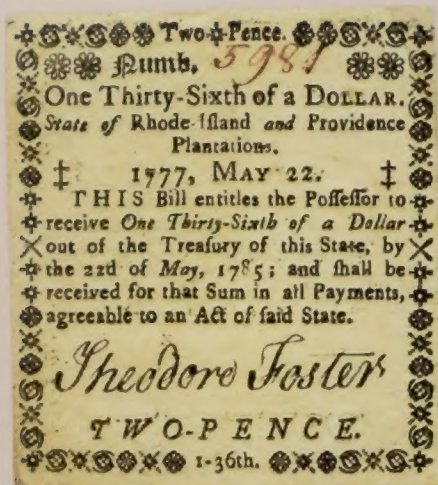 Two Pence.
Numb. 5981
One Thirty-Sixth of a DOLLAR.
State of Rhode-Iſland and Providence
Plantations.
‡ 1777, MAY 22. ‡
THIS Bill entitles the Poſſeſſor to
receive One Thirty-Sixth of a Dollar
out of the Treaſury of this State, by
the 22d of May, 1785; and ſhall be
received for that Sum in all Payments,
agreeable to an Act of ſaid State.
Theodore Foster
TWO-PENCE.
1-36th.